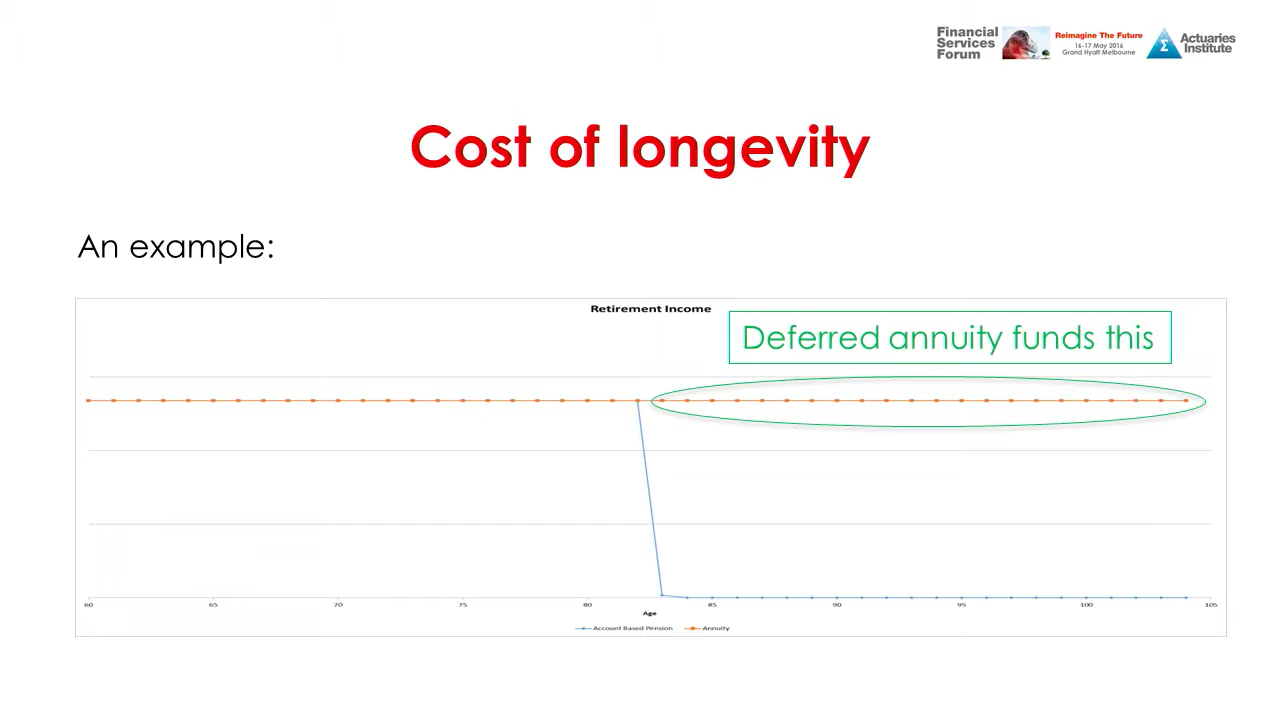 Financial
Services
Forum
Reimagine The Future
16-17 May 2016
Grand Hyatt Melbourne
Actuaries
Institute
Cost of longevity
An example:
Retirement Income
Deferred annuity funds this
60 65 70 75 80 85 90 95 100 105
Age
Account Based Pension Annuity